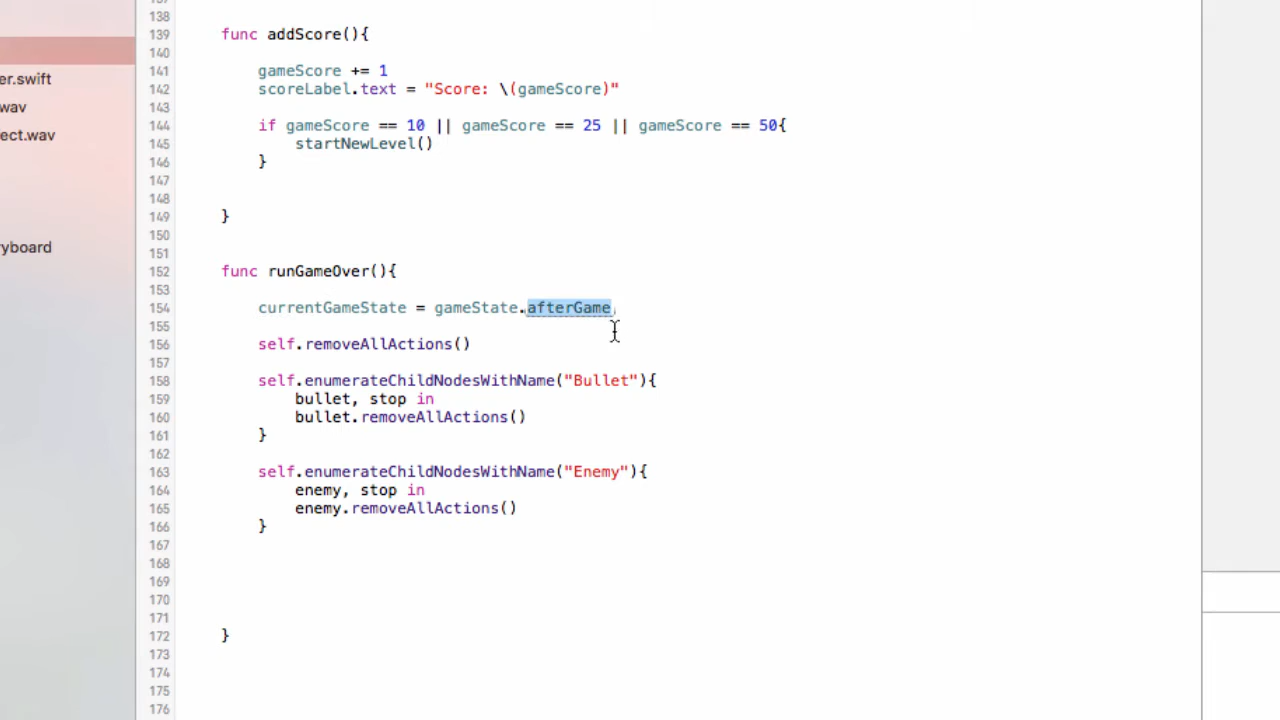 137
138
139 func addScore(){
140
141 gameScore += 1
142 scoreLabel.text = "Score: \(gameScore)"
143
144 if gameScore == 10 || gameScore == 25 || gameScore == 50{
145 startNewLevel()
146 }
147
148
149 }
150
151
152 func runGameOver(){
153
154 currentGameState = gameState.afterGame
155
156 self.removeAllActions()
157
158 self.enumerateChildNodesWithName("Bullet"){
159 bullet, stop in
160 bullet.removeAllActions()
161 }
162
163 self.enumerateChildNodesWithName("Enemy"){
164 enemy, stop in
165 enemy.removeAllActions()
166 }
167
168
169
170
171
172 }
173
174
175
176
er.swift
wav
ect.wav
yboard